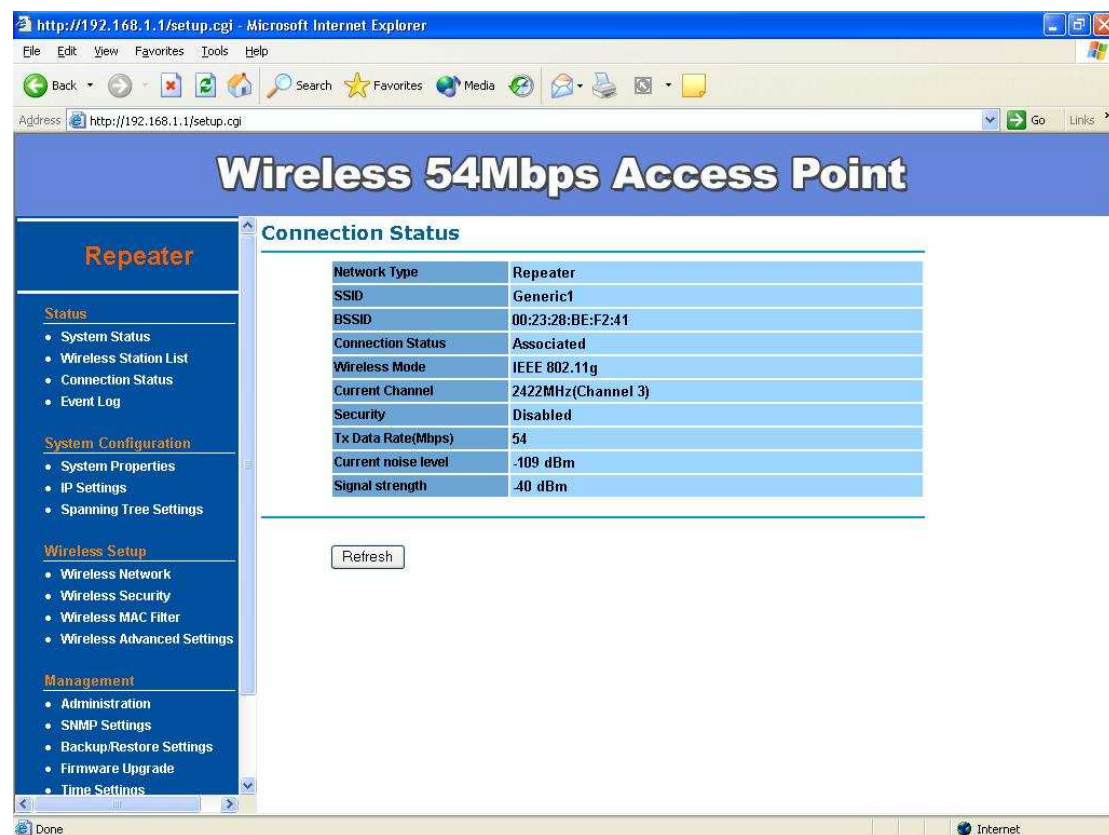 http://192.168.1.1/setup.cgi - Microsoft Internet Explorer
File Edit View Favorites Tools Help
Back Search Favorites Media
Address http://192.168.1.1/setup.cgi Go Links
Wireless 54Mbps Access Point
Repeater
Status
System Status
Wireless Station List
Connection Status
Event Log
System Configuration
System Properties
IP Settings
Spanning Tree Settings
Wireless Setup
Wireless Network
Wireless Security
Wireless MAC Filter
Wireless Advanced Settings
Management
Administration
SNMP Settings
Backup/Restore Settings
Firmware Upgrade
Time Settings
Connection Status
Network Type Repeater
SSID Generic1
BSSID 00:23:28:BE:F2:41
Connection Status Associated
Wireless Mode IEEE 802.11g
Current Channel 2422MHz(Channel 3)
Security Disabled
Tx Data Rate(Mbps) 54
Current noise level -109 dBm
Signal strength -40 dBm
Refresh
Done Internet